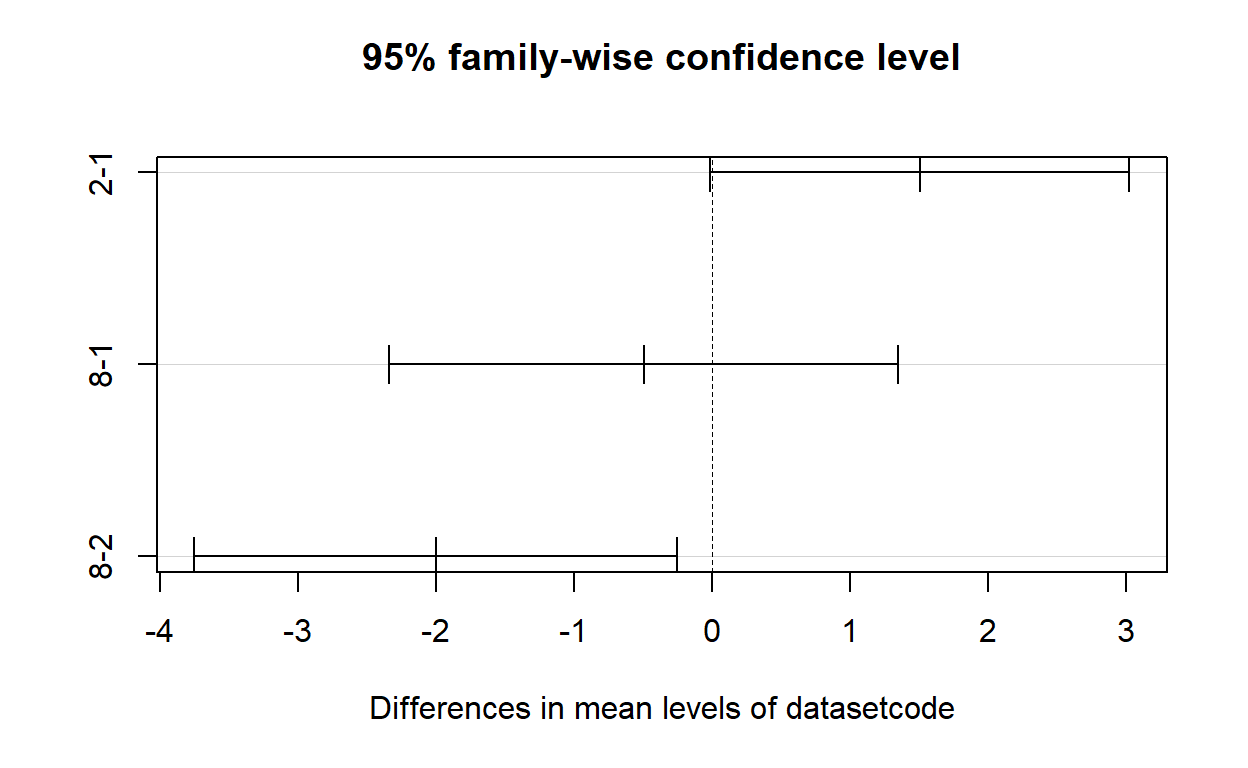 95% family-wise confidence level
2-1
8-1
8-2
-4 -3 -2 -1 0 1 2 3
Differences in mean levels of datasetcode